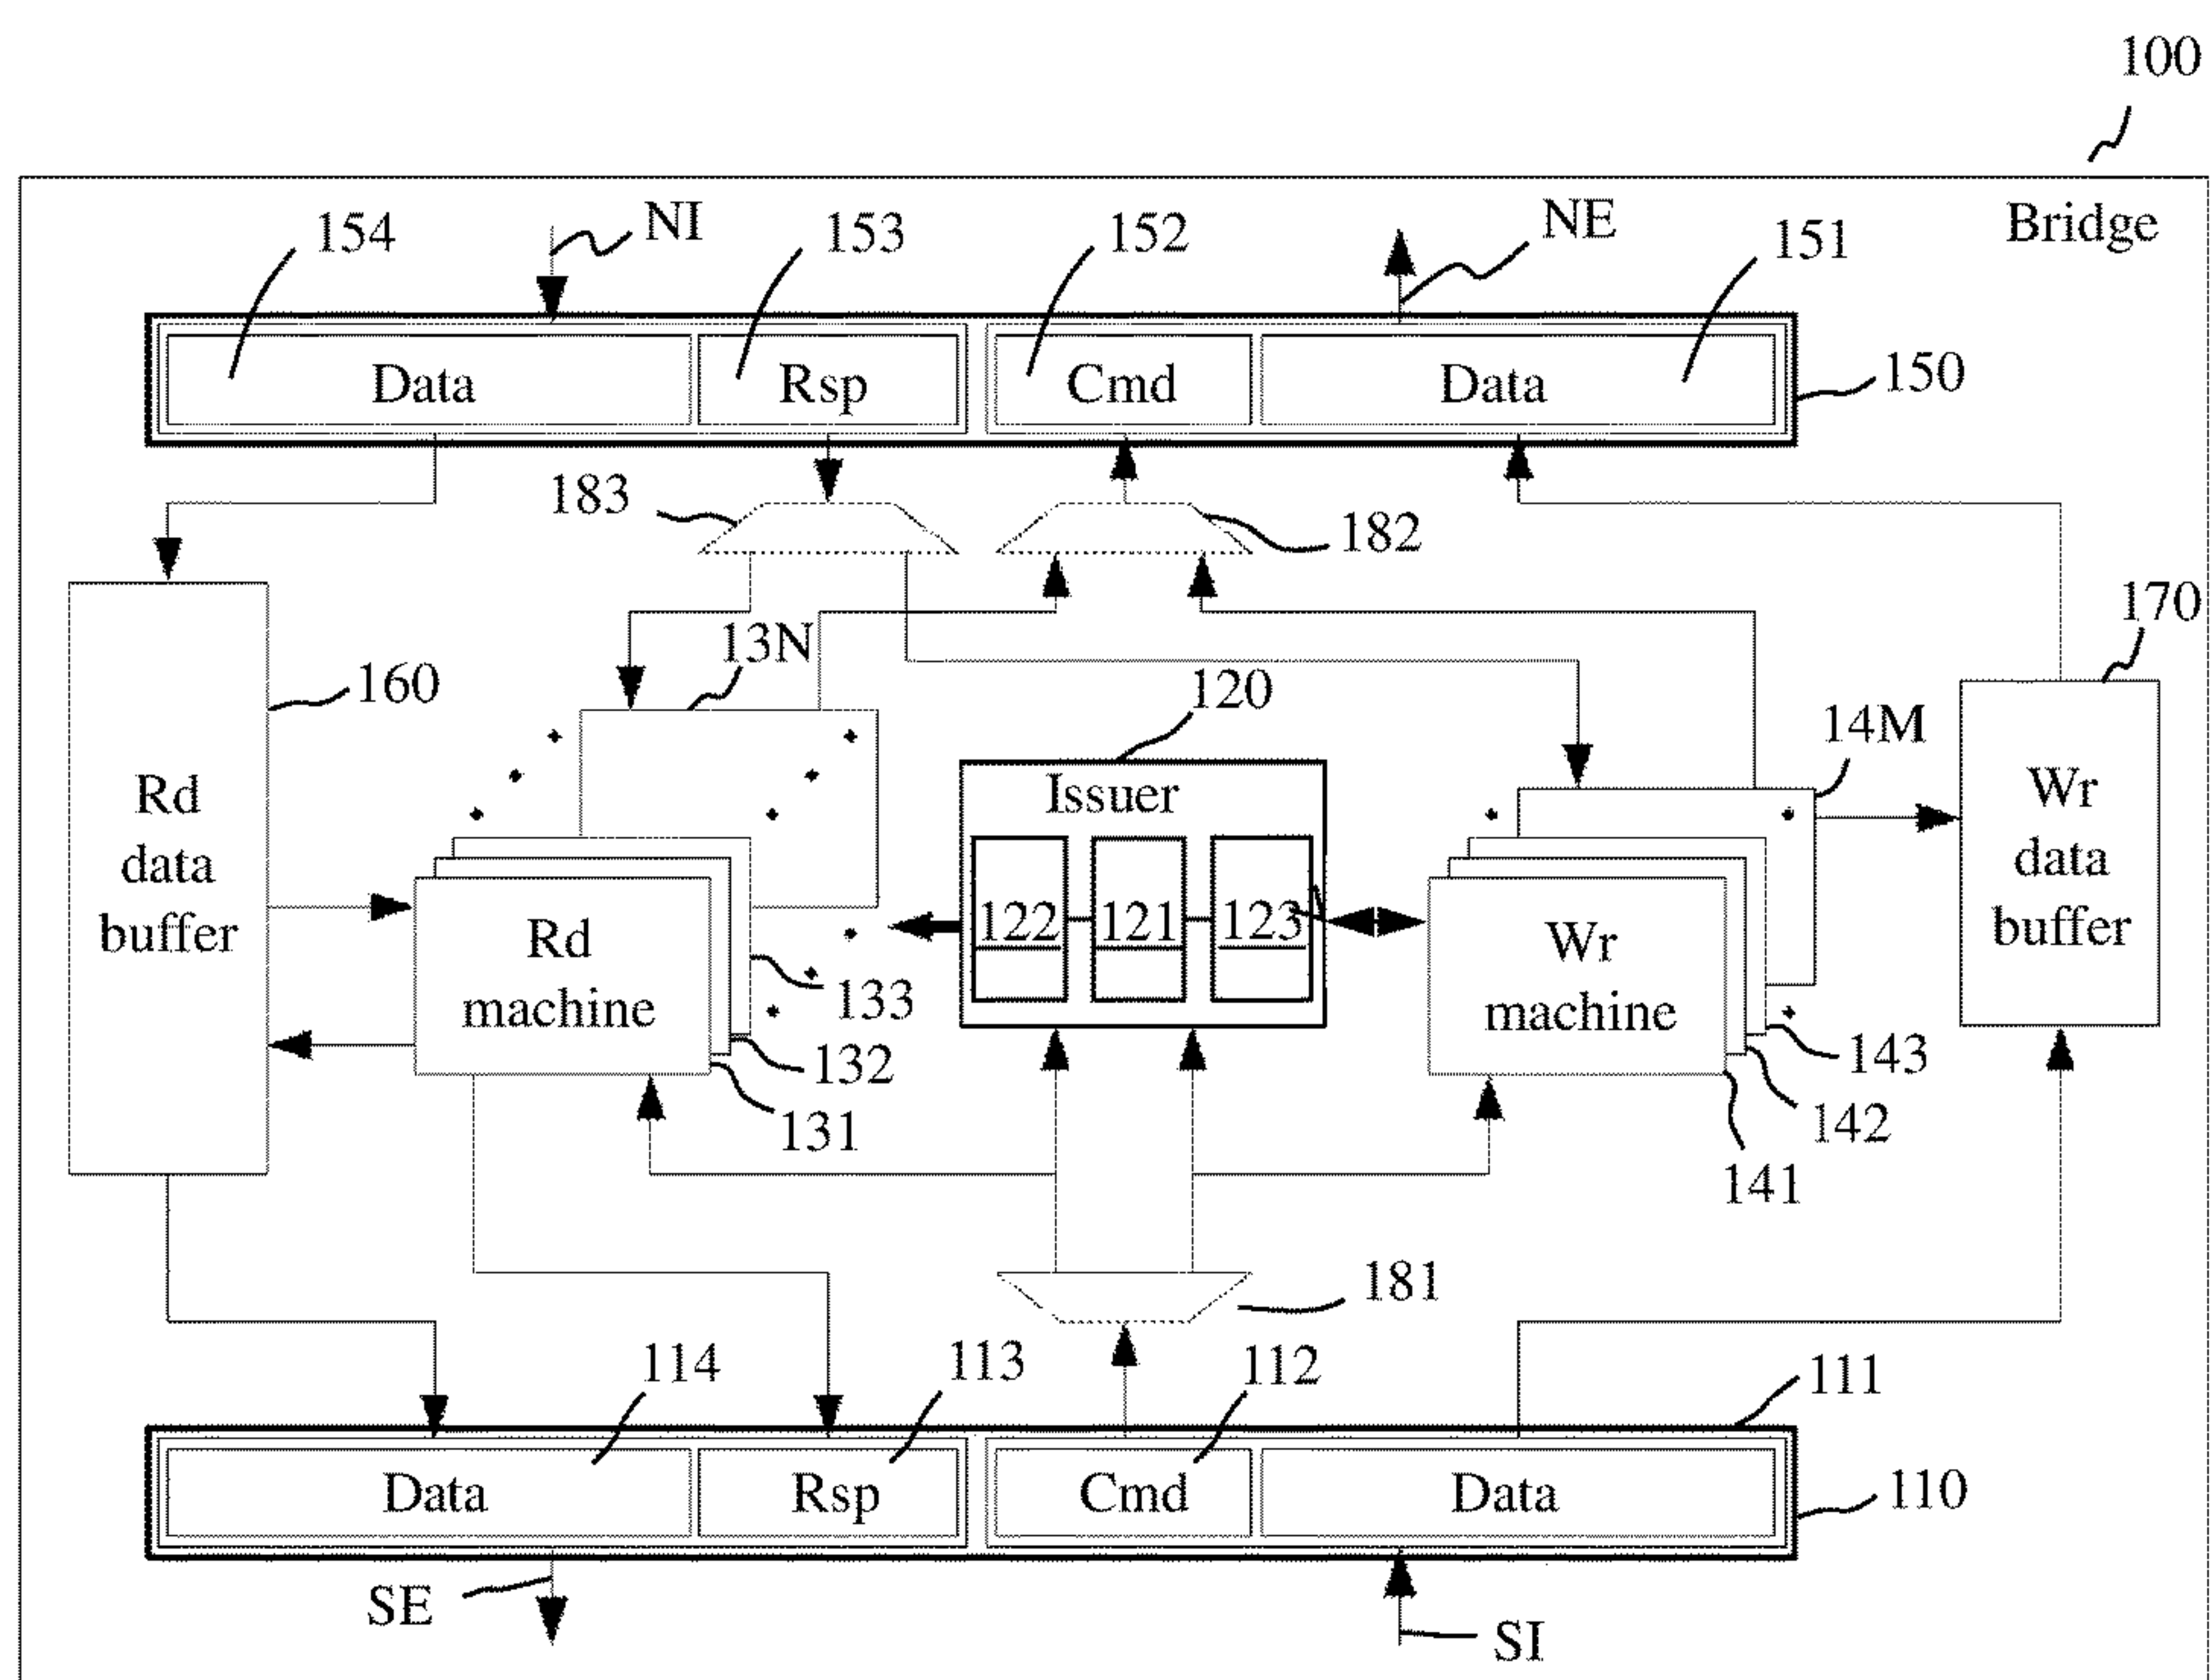 100
Bridge
154
NI
153
152
NE
151
Data
Rsp
Cmd
Data
150
183
182
13N
160
120
170
14M
Rd
data
buffer
Issuer
122
121
123
Wr
data
buffer
Rd
machine
133
132
131
Wr
machine
143
142
141
181
114
113
112
111
Data
Rsp
Cmd
Data
110
SE
SI